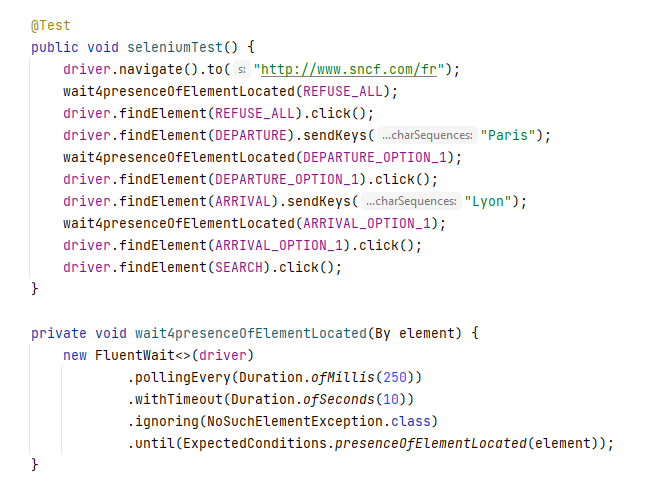 @Test
public void seleniumTest() {
driver.navigate().to( s: "http://www.sncf.com/fr");
wait4presenceOfElementLocated(REFUSE_ALL);
driver.findElement(REFUSE_ALL).click();
driver.findElement(DEPARTURE).sendKeys( ...charSequences: "Paris");
wait4presenceOfElementLocated(DEPARTURE_OPTION_1);
driver.findElement(DEPARTURE_OPTION_1).click();
driver.findElement(ARRIVAL).sendKeys( ...charSequences: "Lyon");
wait4presenceOfElementLocated(ARRIVAL_OPTION_1);
driver.findElement(ARRIVAL_OPTION_1).click();
driver.findElement(SEARCH).click();
}
private void wait4presenceOfElementLocated(By element) {
new FluentWait<>(driver)
.pollingEvery(Duration.ofMillis(250))
.withTimeout(Duration.ofSeconds(10))
.ignoring(NoSuchElementException.class)
.until(ExpectedConditions.presenceOfElementLocated(element));
}